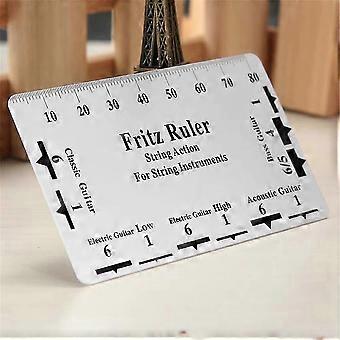 10 20 30 40 50 60 70 80
Fritz Ruler
String Action
For String Instruments
Classic Guitar
6 1
Bass Guitar
1 4 6/5
Electric Guitar Low
6 1
Electric Guitar High
6 1
Acoustic Guitar
6 1